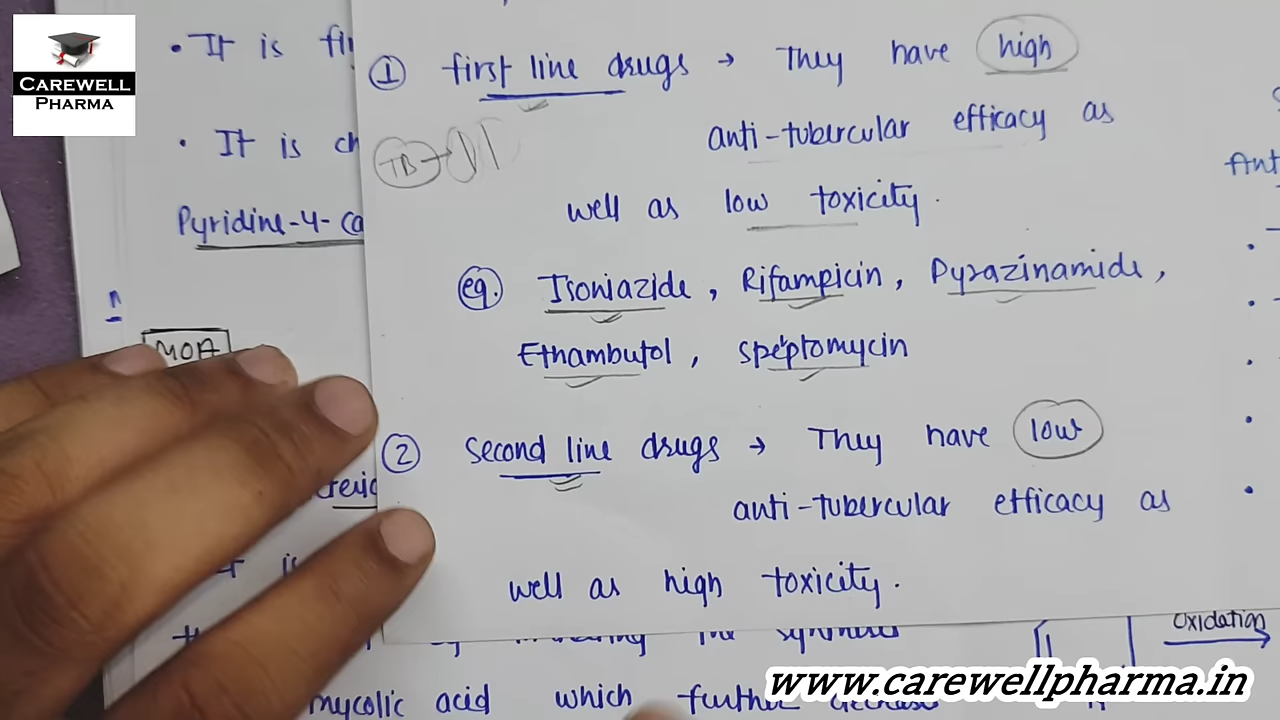 CAREWELL
PHARMA
• It is
• It is
Pyridine-4-
MOA
① first line drugs → They have high
anti-tubercular efficacy as
TB →
well as low toxicity.
eg. Isoniazide, Rifampicin, Pyrazinamide,
Ethambutol, speptomycin
② second line drugs → They have low
anti-tubercular efficacy as
well as high toxicity.
oxidation
mycolic acid which further
www.carewellpharma.in